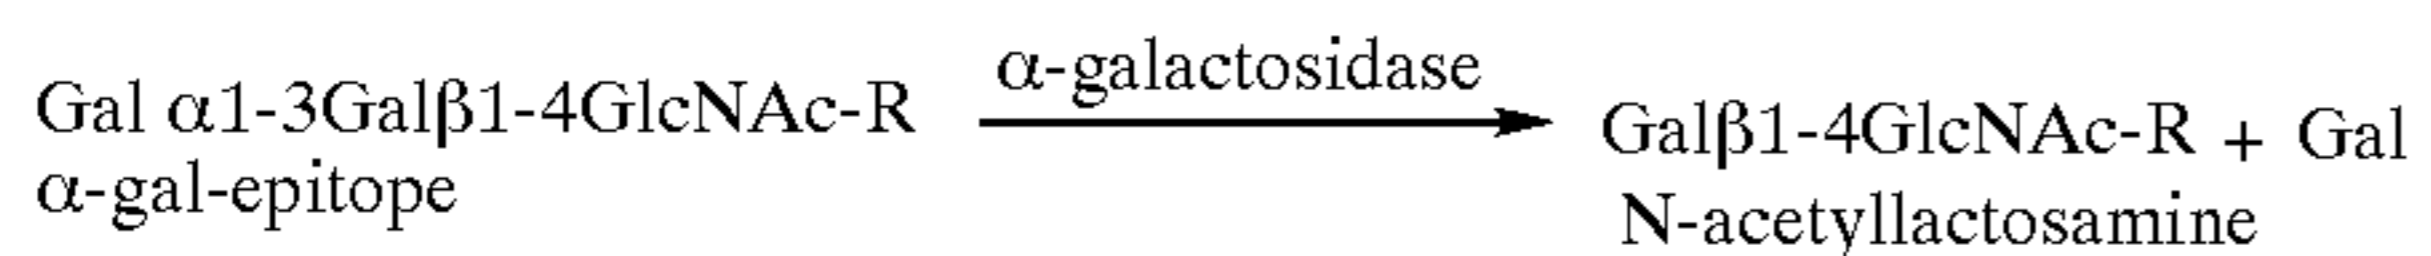 Gal α1-3Galβ1-4GlcNAc-R
α-gal-epitope
α-galactosidase
Galβ1-4GlcNAc-R + Gal
N-acetyllactosamine